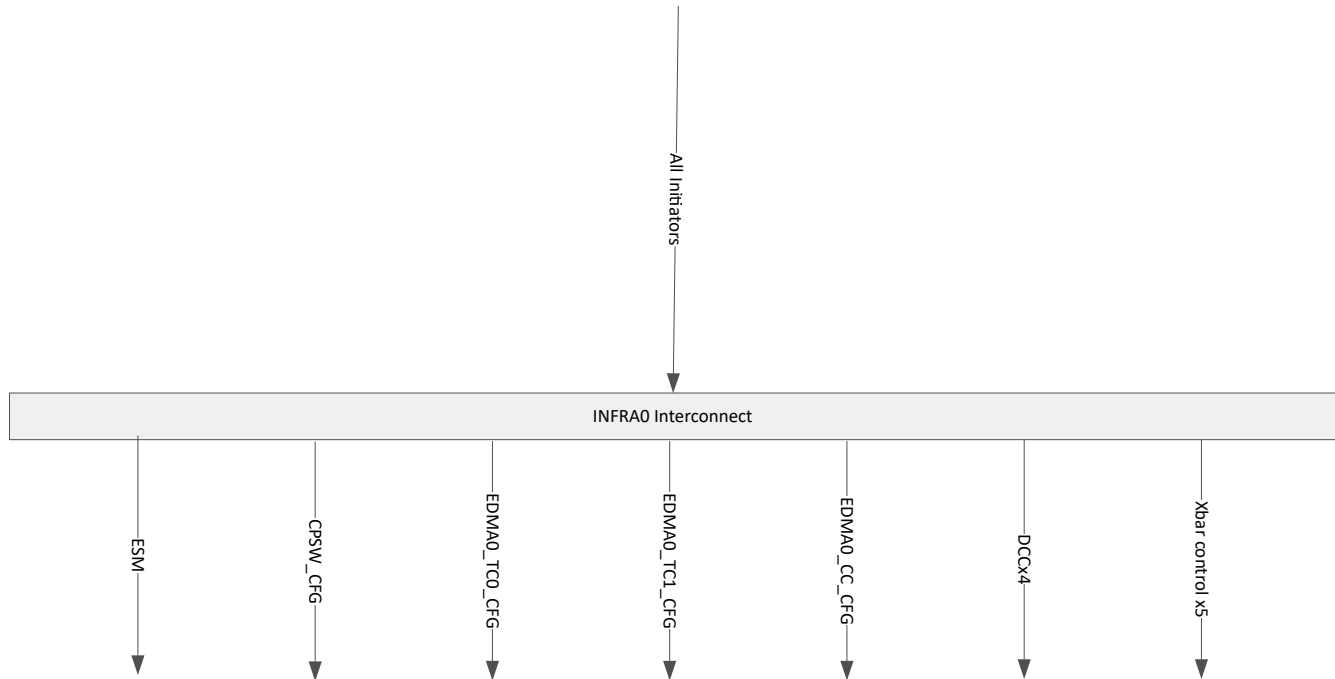 All Initiators
INFRA0 Interconnect
ESM
CPSW_CFG
EDMA0_TC0_CFG
EDMA0_TC1_CFG
EDMA0_CC_CFG
DCCx4
Xbar control x5